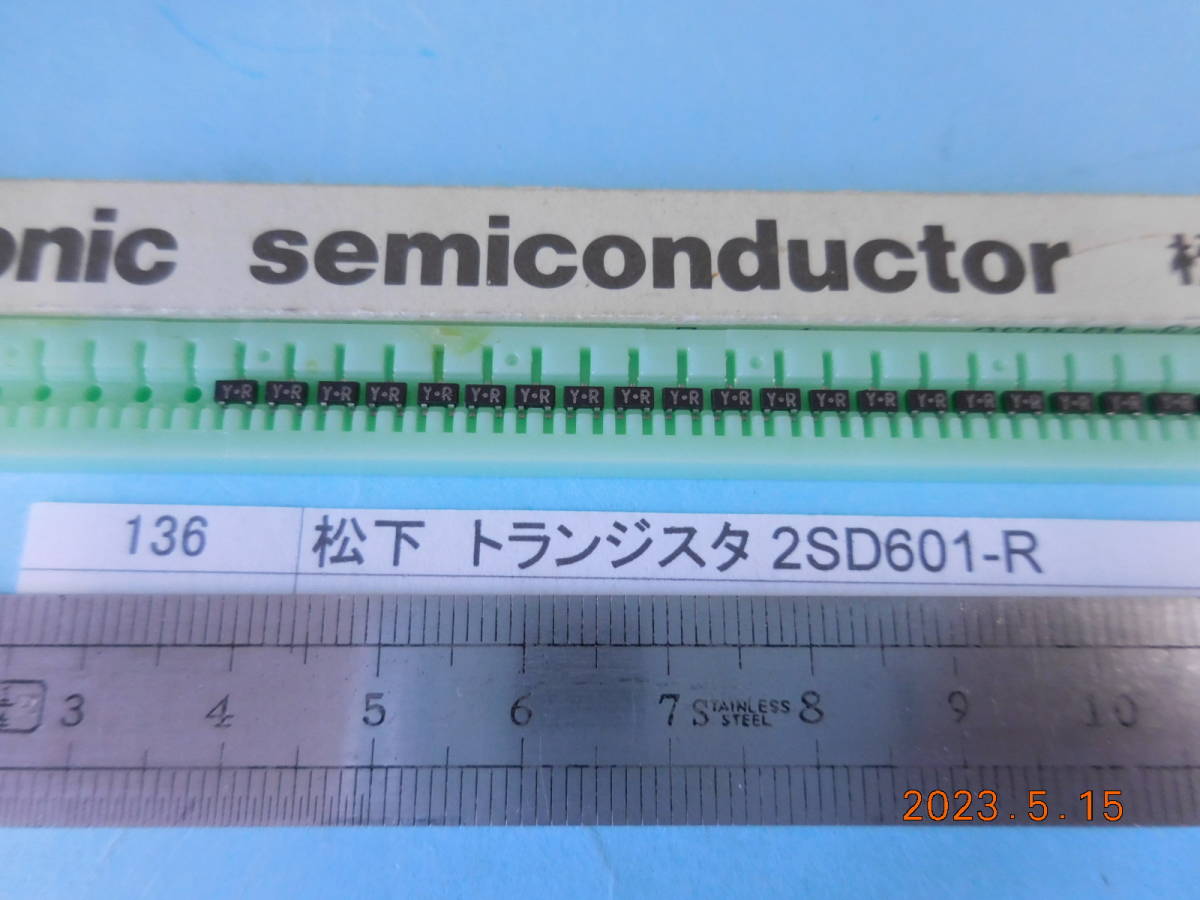 onic semiconductor
Y•R Y•R Y•R Y•R Y•R Y•R Y•R Y•R Y•R Y•R Y•R Y•R Y•R Y•R Y•R Y•R Y•R Y•R Y•R
136 松下 トランジスタ 2SD601-R
3 4 5 6 7 STAINLESS STEEL 8 9 10
2023.5.15